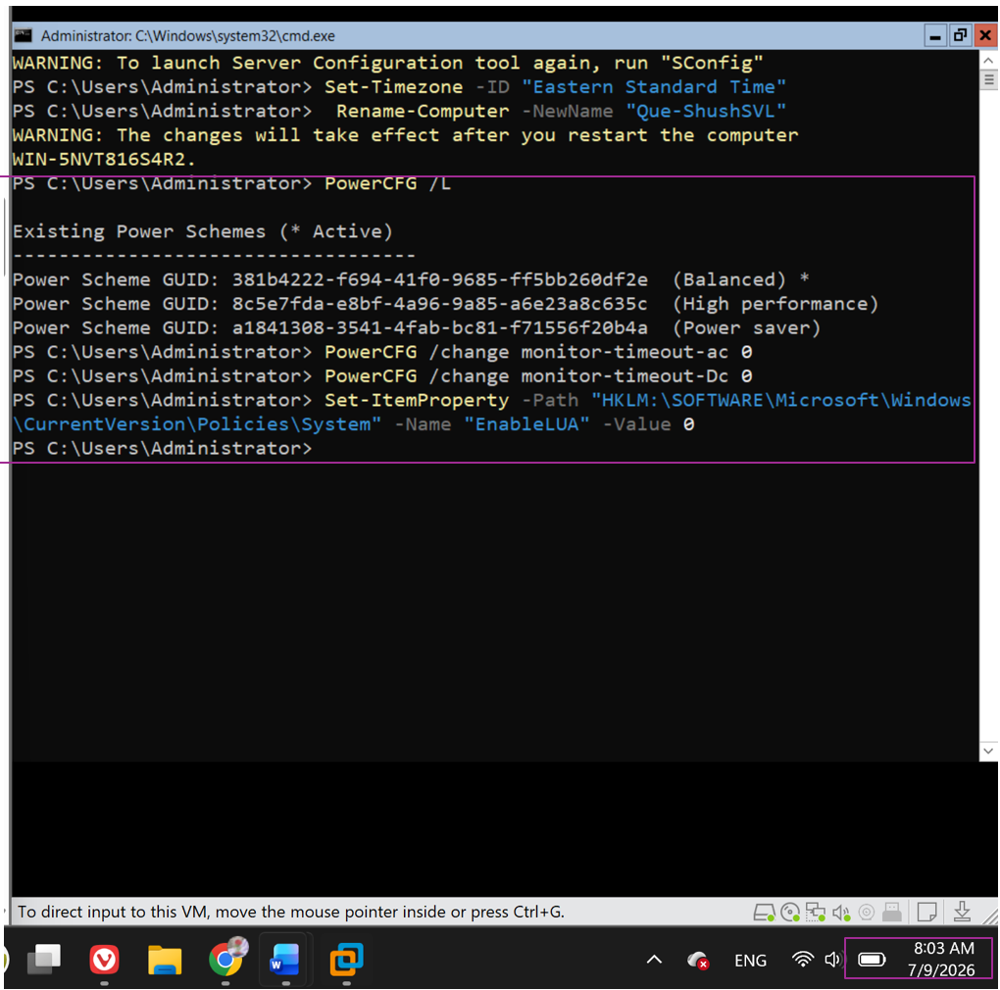 Administrator: C:\Windows\system32\cmd.exe
WARNING: To launch Server Configuration tool again, run "SConfig"
PS C:\Users\Administrator> Set-Timezone -ID "Eastern Standard Time"
PS C:\Users\Administrator>  Rename-Computer -NewName "Que-ShushSVL"
WARNING: The changes will take effect after you restart the computer
WIN-5NVT816S4R2.
PS C:\Users\Administrator> PowerCFG /L
Existing Power Schemes (* Active)
-----------------------------------
Power Scheme GUID: 381b4222-f694-41f0-9685-ff5bb260df2e  (Balanced) *
Power Scheme GUID: 8c5e7fda-e8bf-4a96-9a85-a6e23a8c635c  (High performance)
Power Scheme GUID: a1841308-3541-4fab-bc81-f71556f20b4a  (Power saver)
PS C:\Users\Administrator> PowerCFG /change monitor-timeout-ac 0
PS C:\Users\Administrator> PowerCFG /change monitor-timeout-Dc 0
PS C:\Users\Administrator> Set-ItemProperty -Path "HKLM:\SOFTWARE\Microsoft\Windows
\CurrentVersion\Policies\System" -Name "EnableLUA" -Value 0
PS C:\Users\Administrator>
To direct input to this VM, move the mouse pointer inside or press Ctrl+G.
ENG
8:03 AM
7/9/2026